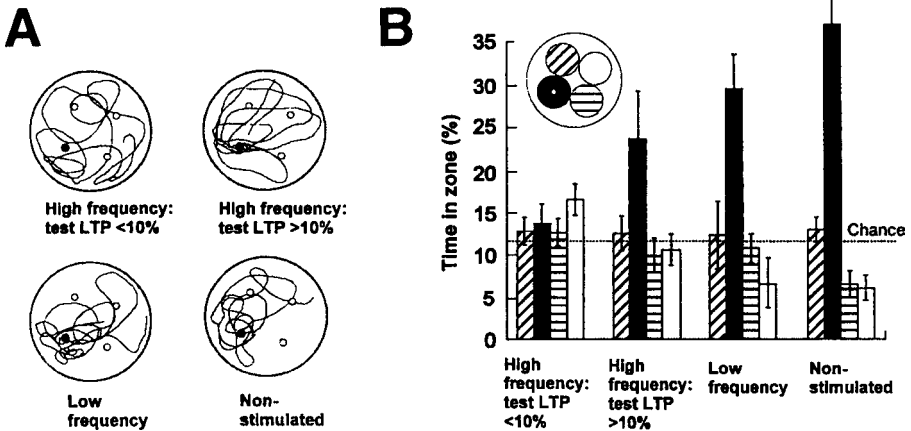 A
High frequency:
test LTP <10%
High frequency:
test LTP >10%
Low
frequency
Non-
stimulated
B
Time in zone (%)
35
30
25
20
15
10
5
0
Chance
High
frequency:
test LTP
<10%
High
frequency:
test LTP
>10%
Low
frequency
Non-
stimulated